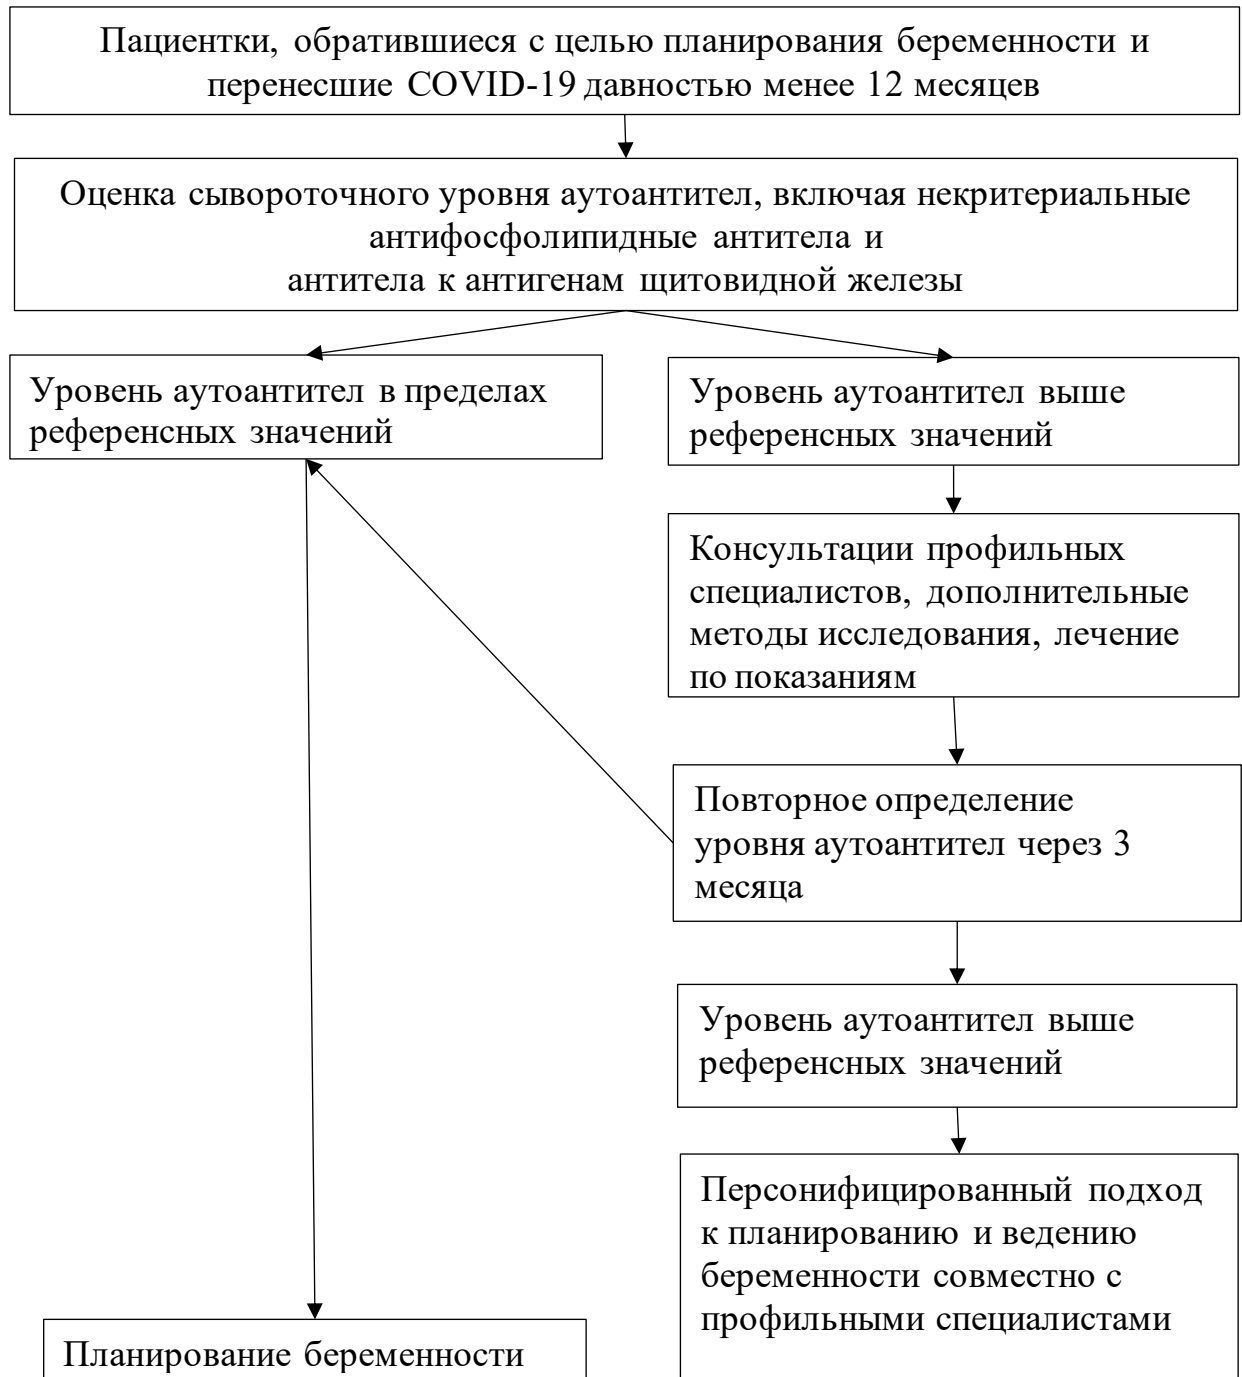 Пациентки, обратившиеся с целью планирования беременности и
перенесшие COVID-19 давностью менее 12 месяцев
Оценка сывороточного уровня аутоантител, включая некритериальные
антифосфолипидные антитела и
антитела к антигенам щитовидной железы
Уровень аутоантител в пределах
референсных значений
Уровень аутоантител выше
референсных значений
Консультации профильных
специалистов, дополнительные
методы исследования, лечение
по показаниям
Повторное определение
уровня аутоантител через 3
месяца
Уровень аутоантител выше
референсных значений
Персонифицированный подход
к планированию и ведению
беременности совместно с
профильными специалистами
Планирование беременности